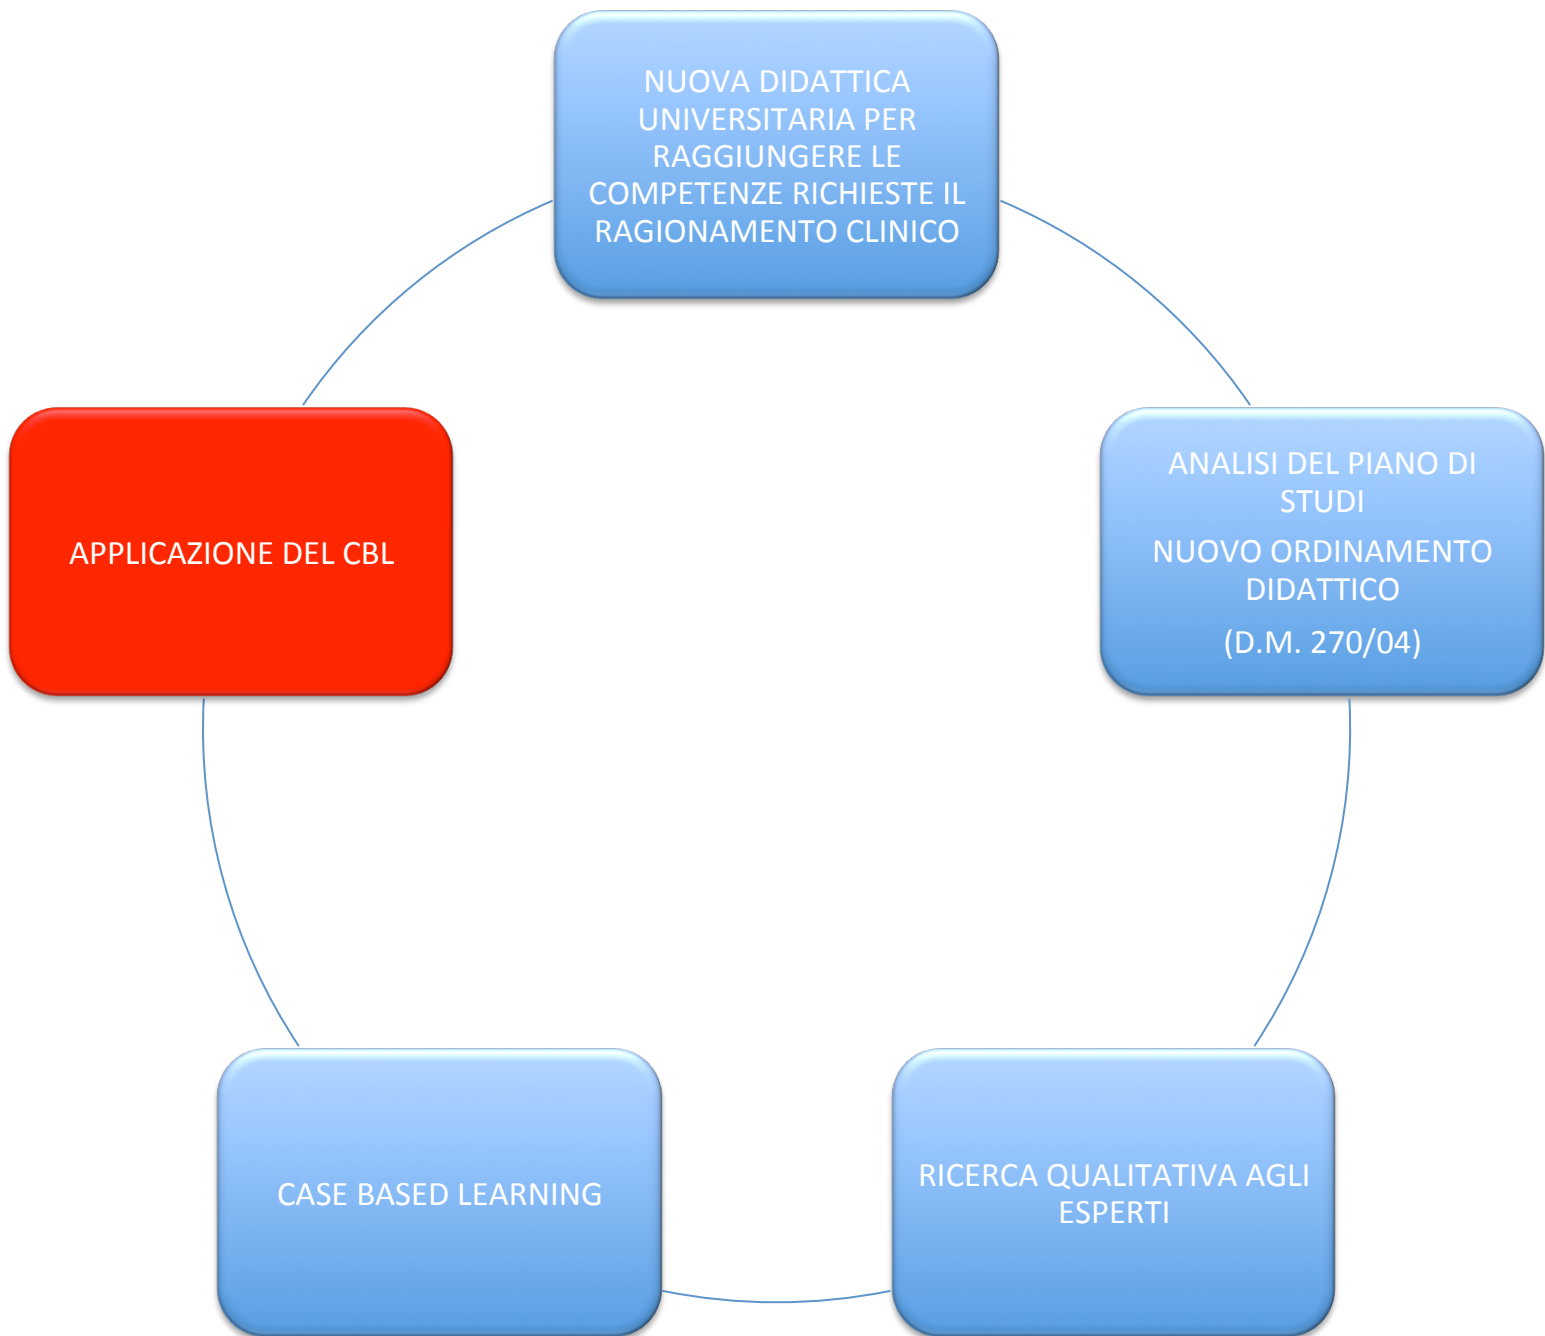 NUOVA DIDATTICA
UNIVERSITARIA PER
RAGGIUNGERE LE
COMPETENZE RICHIESTE IL
RAGIONAMENTO CLINICO
ANALISI DEL PIANO DI
STUDI
NUOVO ORDINAMENTO
DIDATTICO
(D.M. 270/04)
RICERCA QUALITATIVA AGLI
ESPERTI
CASE BASED LEARNING
APPLICAZIONE DEL CBL